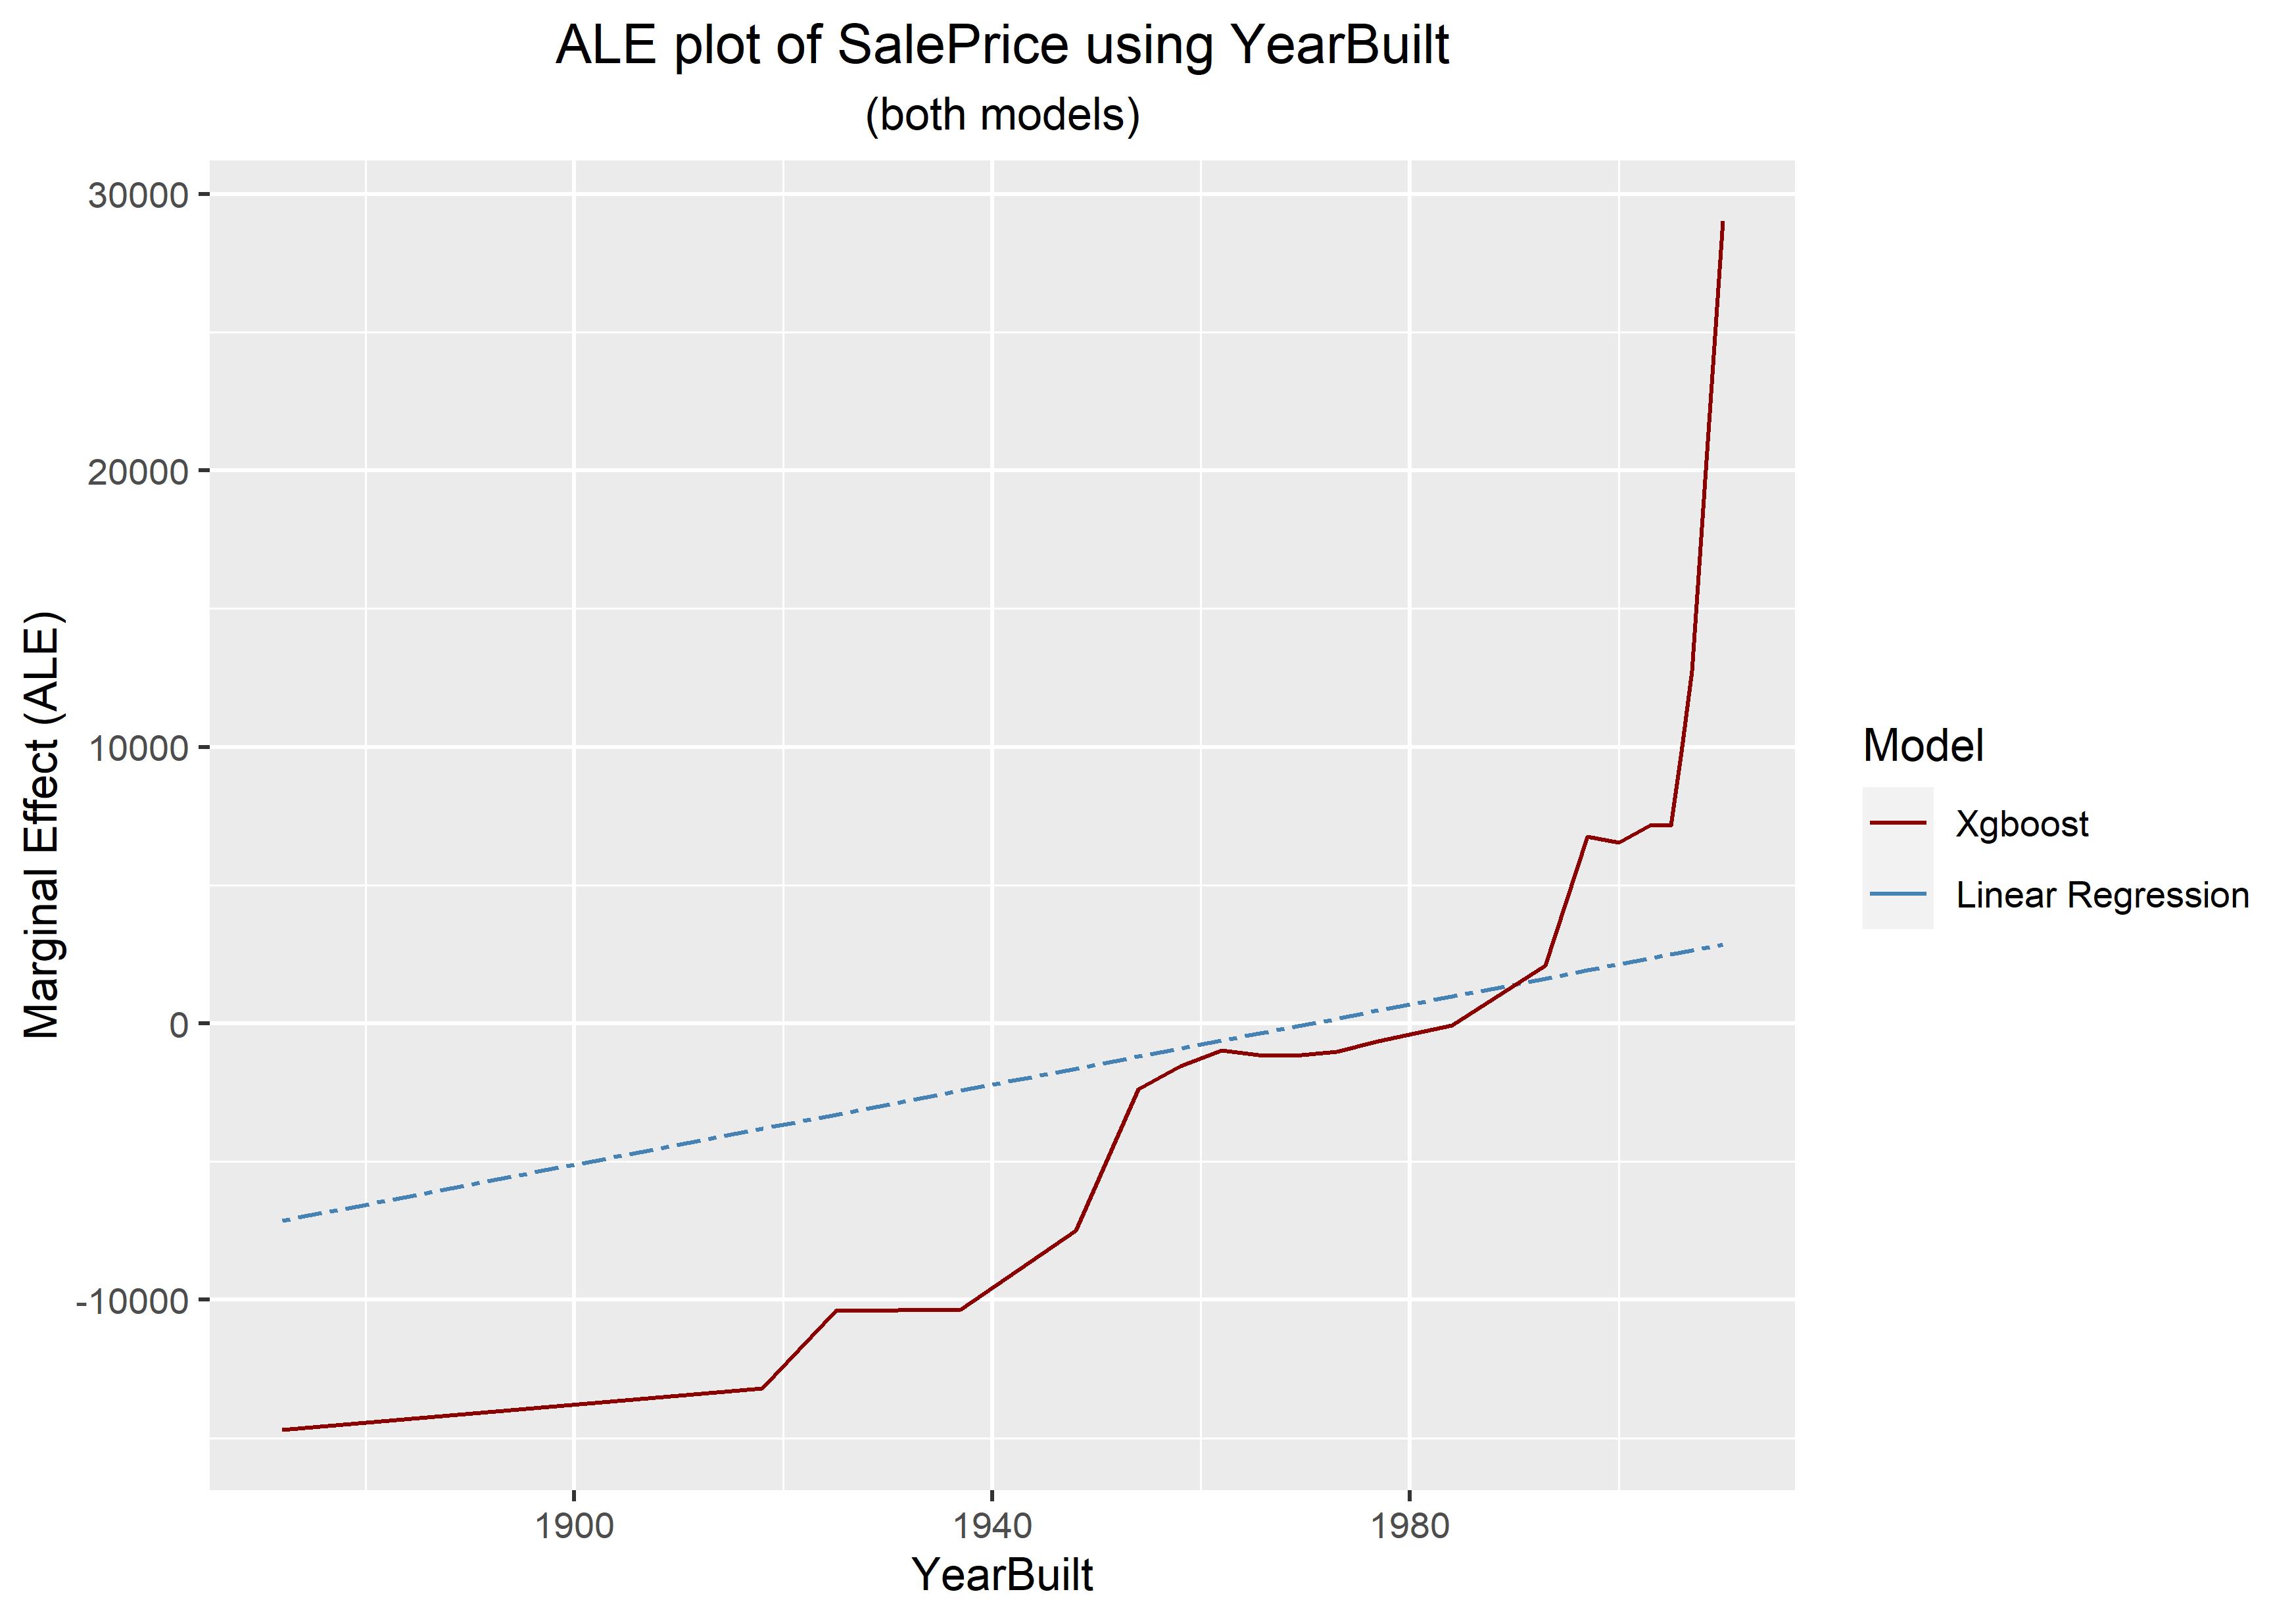 ALE plot of SalePrice using YearBuilt
(both models)
30000
20000
10000
0
-10000
Marginal Effect (ALE)
1900
1940
1980
YearBuilt
Model
Xgboost
Linear Regression